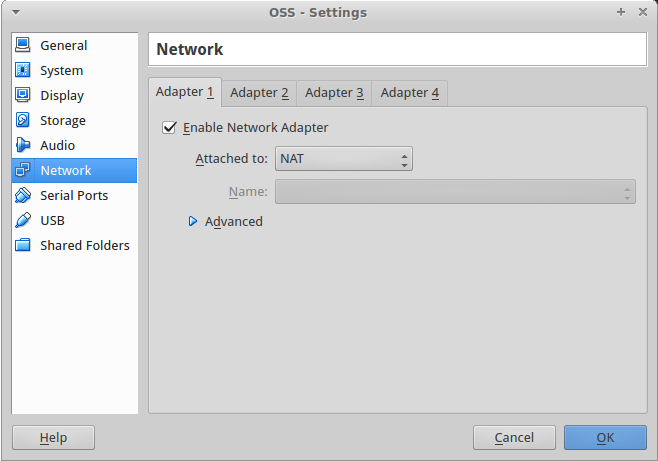 OSS - Settings
General
System
Display
Storage
Audio
Network
Serial Ports
USB
Shared Folders
Network
Adapter 1 Adapter 2 Adapter 3 Adapter 4
Enable Network Adapter
Attached to: NAT
Name:
Advanced
Help Cancel OK